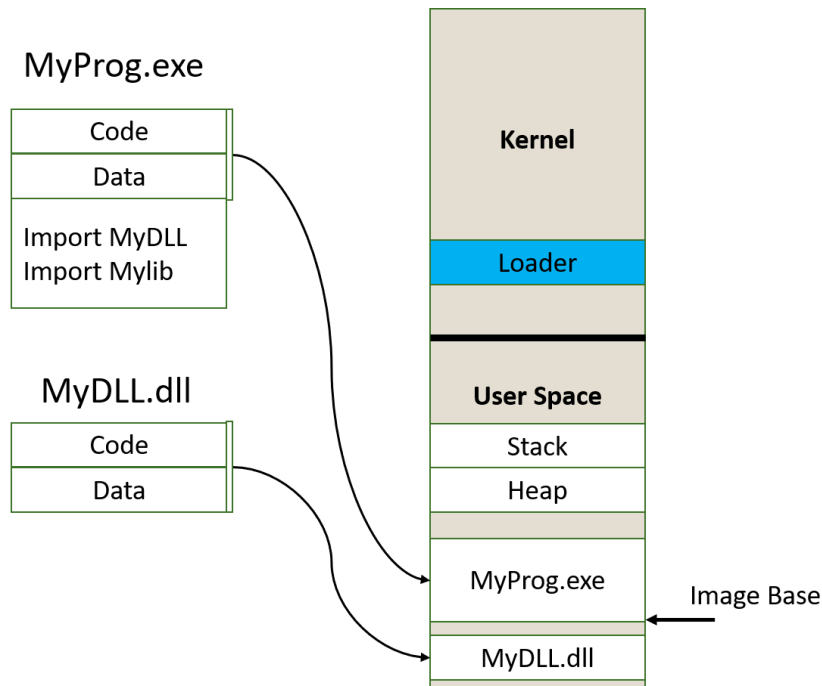 MyProg.exe
Code
Data
Import MyDLL
Import Mylib
MyDLL.dll
Code
Data
Kernel
Loader
User Space
Stack
Heap
MyProg.exe
Image Base
MyDLL.dll